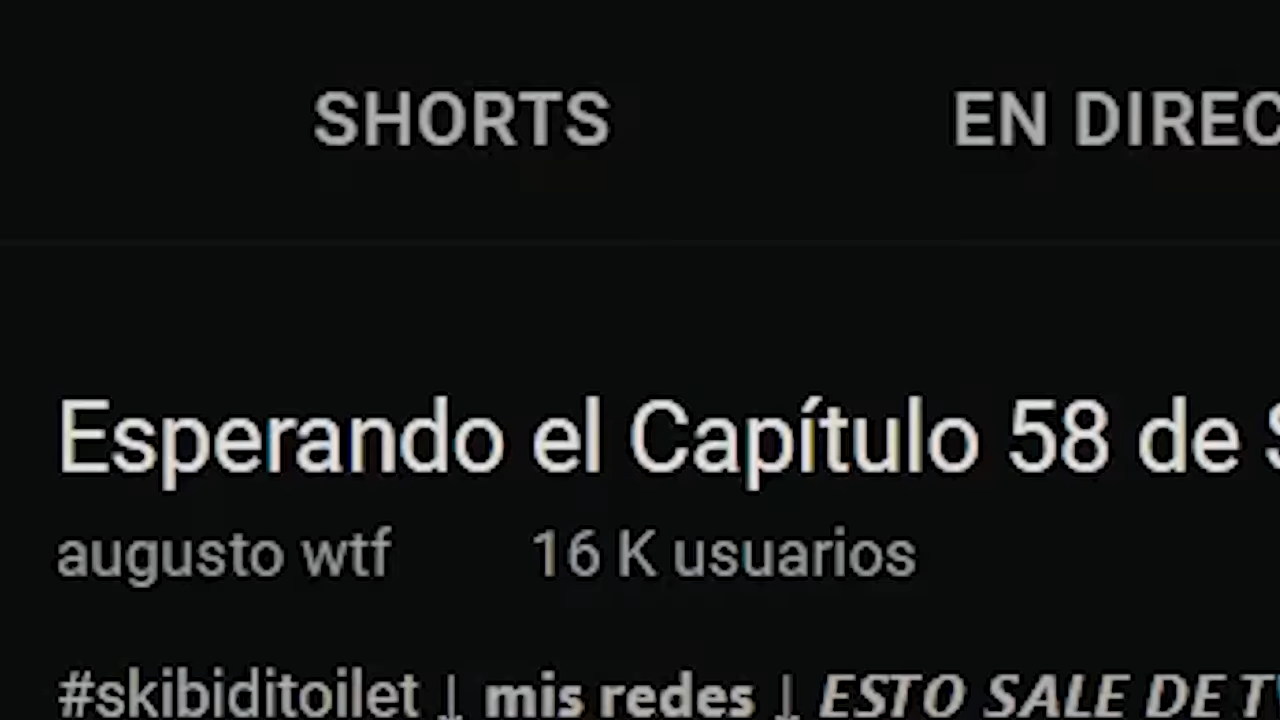 SHORTS EN DIREC
Esperando el Capítulo 58 de S
augusto wtf 16 K usuarios
#skibiditoilet ↓ mis redes ↓ ESTO SALE DE T